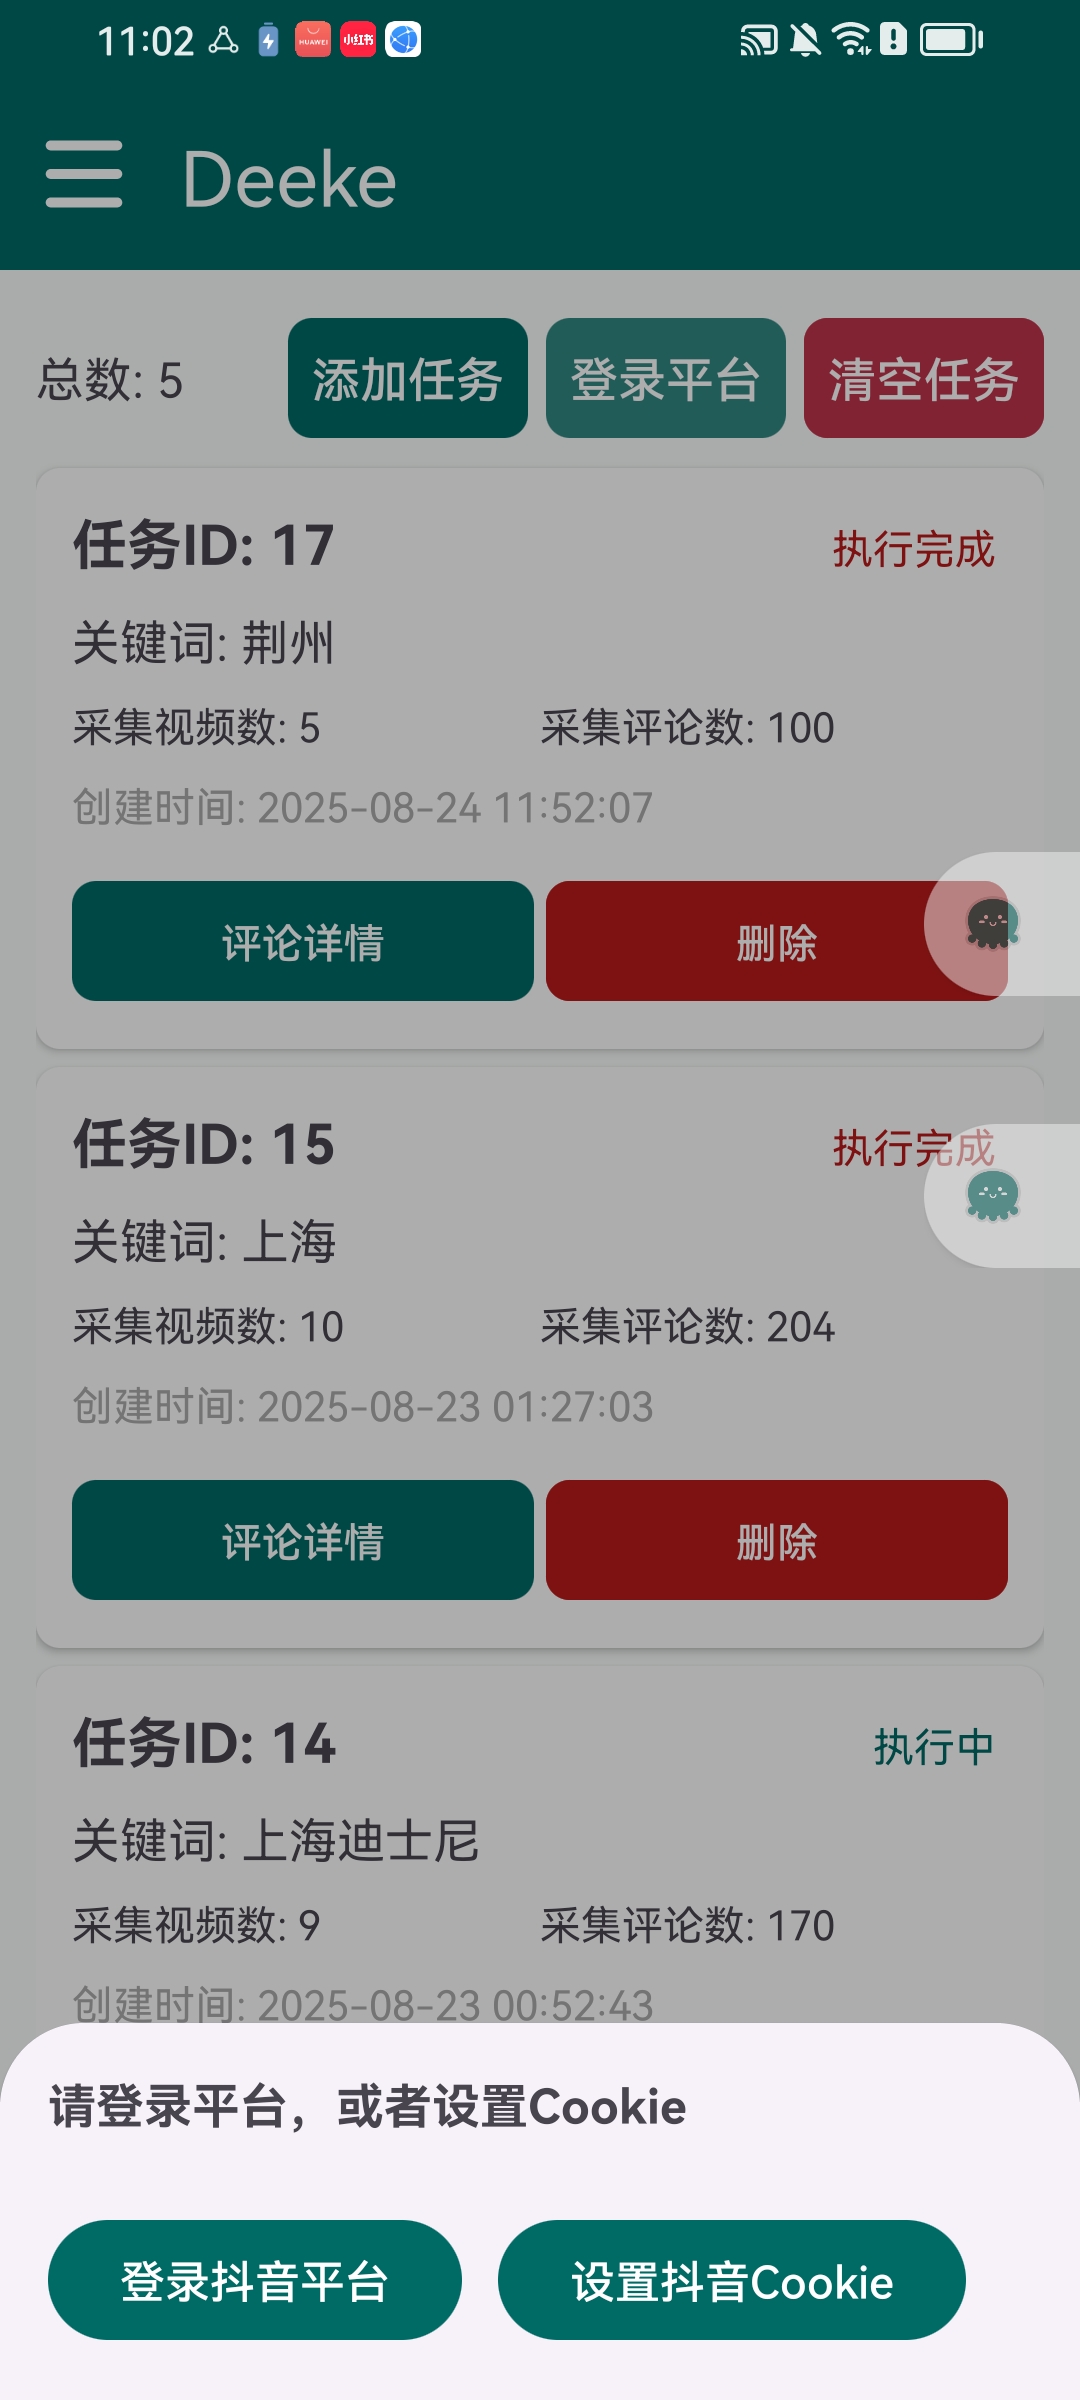 11:02
HUAWEI
小红书
Deeke
总数: 5
添加任务
登录平台
清空任务
任务ID: 17
执行完成
关键词: 荆州
采集视频数: 5
采集评论数: 100
创建时间: 2025-08-24 11:52:07
评论详情
删除
任务ID: 15
执行完成
关键词: 上海
采集视频数: 10
采集评论数: 204
创建时间: 2025-08-23 01:27:03
评论详情
删除
任务ID: 14
执行中
关键词: 上海迪士尼
采集视频数: 9
采集评论数: 170
创建时间: 2025-08-23 00:52:43
请登录平台，或者设置Cookie
登录抖音平台
设置抖音Cookie